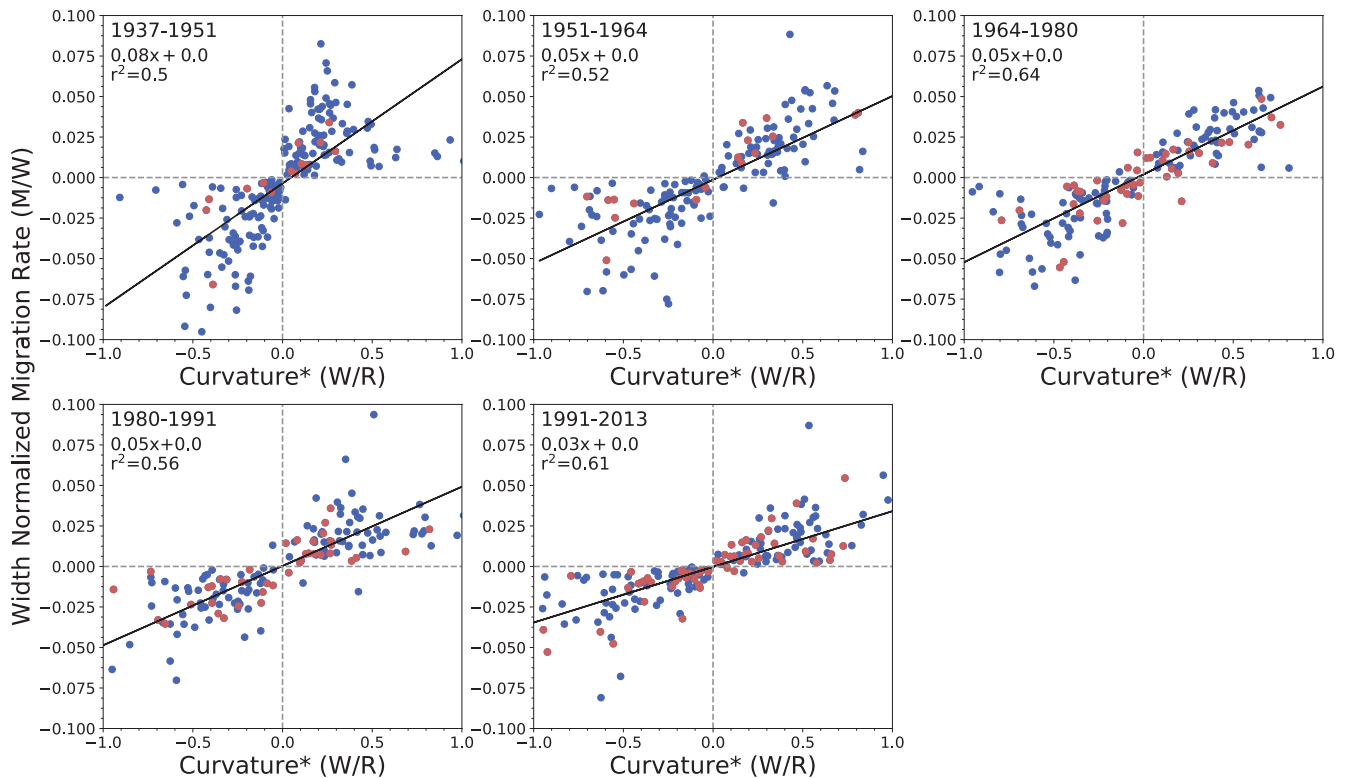 Width Normalized Migration Rate (M/W)
1937-1951
0.08x + 0.0
r²=0.5
0.100
0.075
0.050
0.025
0.000
−0.025
−0.050
−0.075
−0.100
−1.0 −0.5 0.0 0.5 1.0
Curvature* (W/R)
1951-1964
0.05x + 0.0
r²=0.52
0.100
0.075
0.050
0.025
0.000
−0.025
−0.050
−0.075
−0.100
−1.0 −0.5 0.0 0.5 1.0
Curvature* (W/R)
1964-1980
0.05x+0.0
r²=0.64
0.100
0.075
0.050
0.025
0.000
−0.025
−0.050
−0.075
−0.100
−1.0 −0.5 0.0 0.5 1.0
Curvature* (W/R)
1980-1991
0.05x+0.0
r²=0.56
0.100
0.075
0.050
0.025
0.000
−0.025
−0.050
−0.075
−0.100
−1.0 −0.5 0.0 0.5 1.0
Curvature* (W/R)
1991-2013
0.03x + 0.0
r²=0.61
0.100
0.075
0.050
0.025
0.000
−0.025
−0.050
−0.075
−0.100
−1.0 −0.5 0.0 0.5 1.0
Curvature* (W/R)